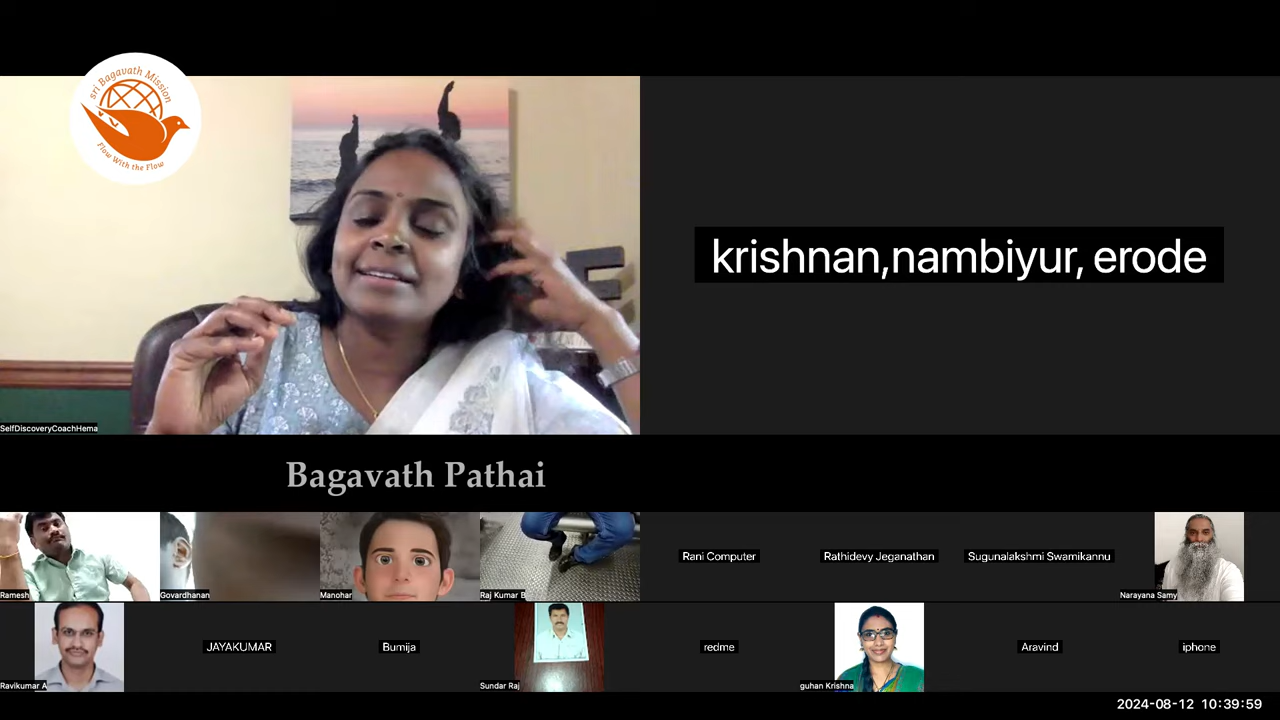 sri Bagavath Mission
Flow With the Flow
E
krishnan,nambiyur, erode
SelfDiscoveryCoachHema
Bagavath Pathai
Rani Computer
Rathidevy Jeganathan
Sugunalakshmi Swamikannu
Ramesh
Govardhanan
Manohar
Raj Kumar B
Narayana Samy
JAYAKUMAR
Bumija
redme
Aravind
iphone
Ravikumar A
Sundar Raj
guhan Krishna
2024-08-12 10:39:59